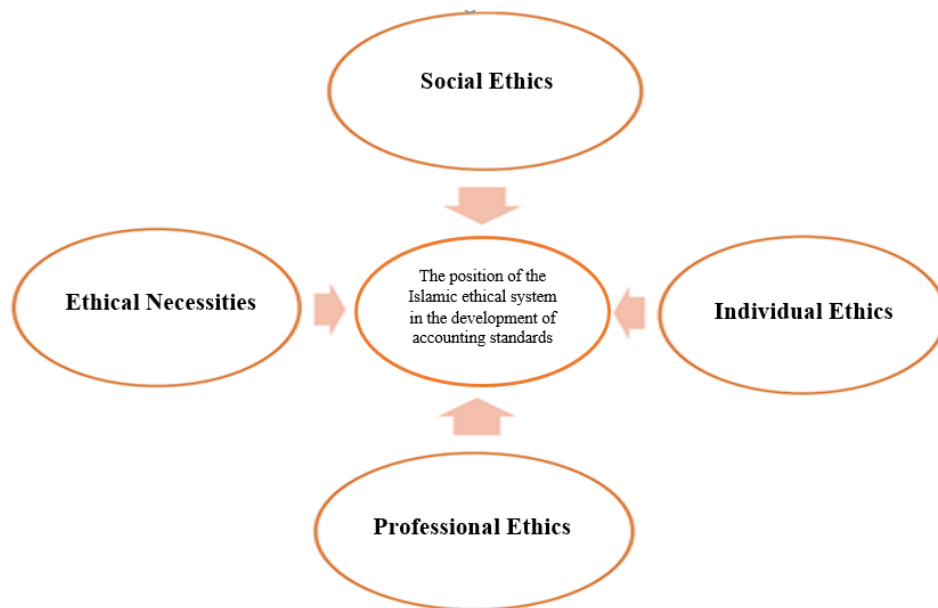 Social Ethics
Ethical Necessities
The position of the
Islamic ethical system
in the development of
accounting standards
Individual Ethics
Professional Ethics